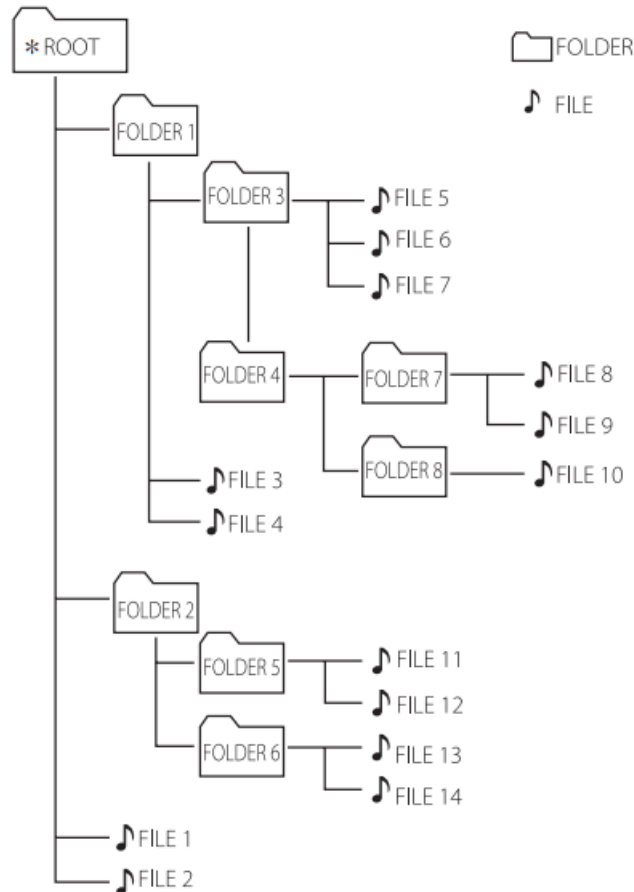 * ROOT
FOLDER
FILE
FOLDER 1
FOLDER 3
FILE 5
FILE 6
FILE 7
FOLDER 4
FOLDER 7
FILE 8
FILE 9
FOLDER 8
FILE 10
FILE 3
FILE 4
FOLDER 2
FOLDER 5
FILE 11
FILE 12
FOLDER 6
FILE 13
FILE 14
FILE 1
FILE 2